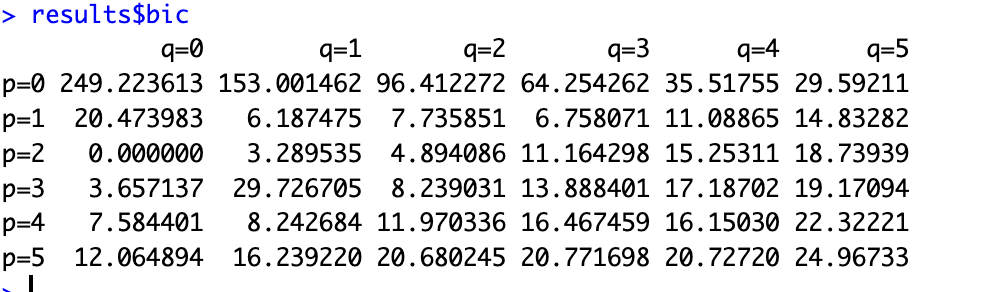 > results$bic
q=0 q=1 q=2 q=3 q=4 q=5
p=0 249.223613 153.001462 96.412272 64.254262 35.51755 29.59211
p=1 20.473983 6.187475 7.735851 6.758071 11.08865 14.83282
p=2 0.000000 3.289535 4.894086 11.164298 15.25311 18.73939
p=3 3.657137 29.726705 8.239031 13.888401 17.18702 19.17094
p=4 7.584401 8.242684 11.970336 16.467459 16.15030 22.32221
p=5 12.064894 16.239220 20.680245 20.771698 20.72720 24.96733
>